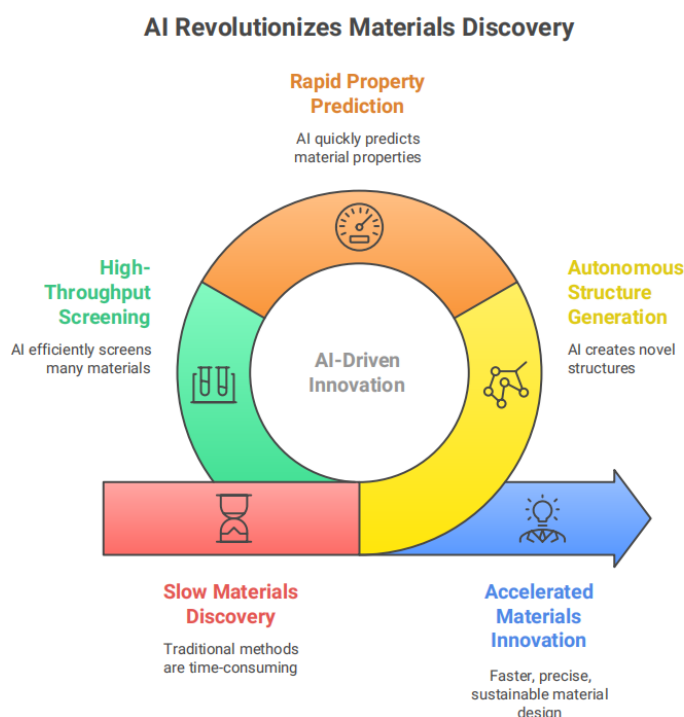 AI Revolutionizes Materials Discovery
Rapid Property
Prediction
AI quickly predicts
material properties
High-
Throughput
Screening
AI efficiently screens
many materials
Autonomous
Structure
Generation
AI creates novel
structures
AI-Driven
Innovation
Slow Materials
Discovery
Traditional methods
are time-consuming
Accelerated
Materials
Innovation
Faster, precise,
sustainable material
design